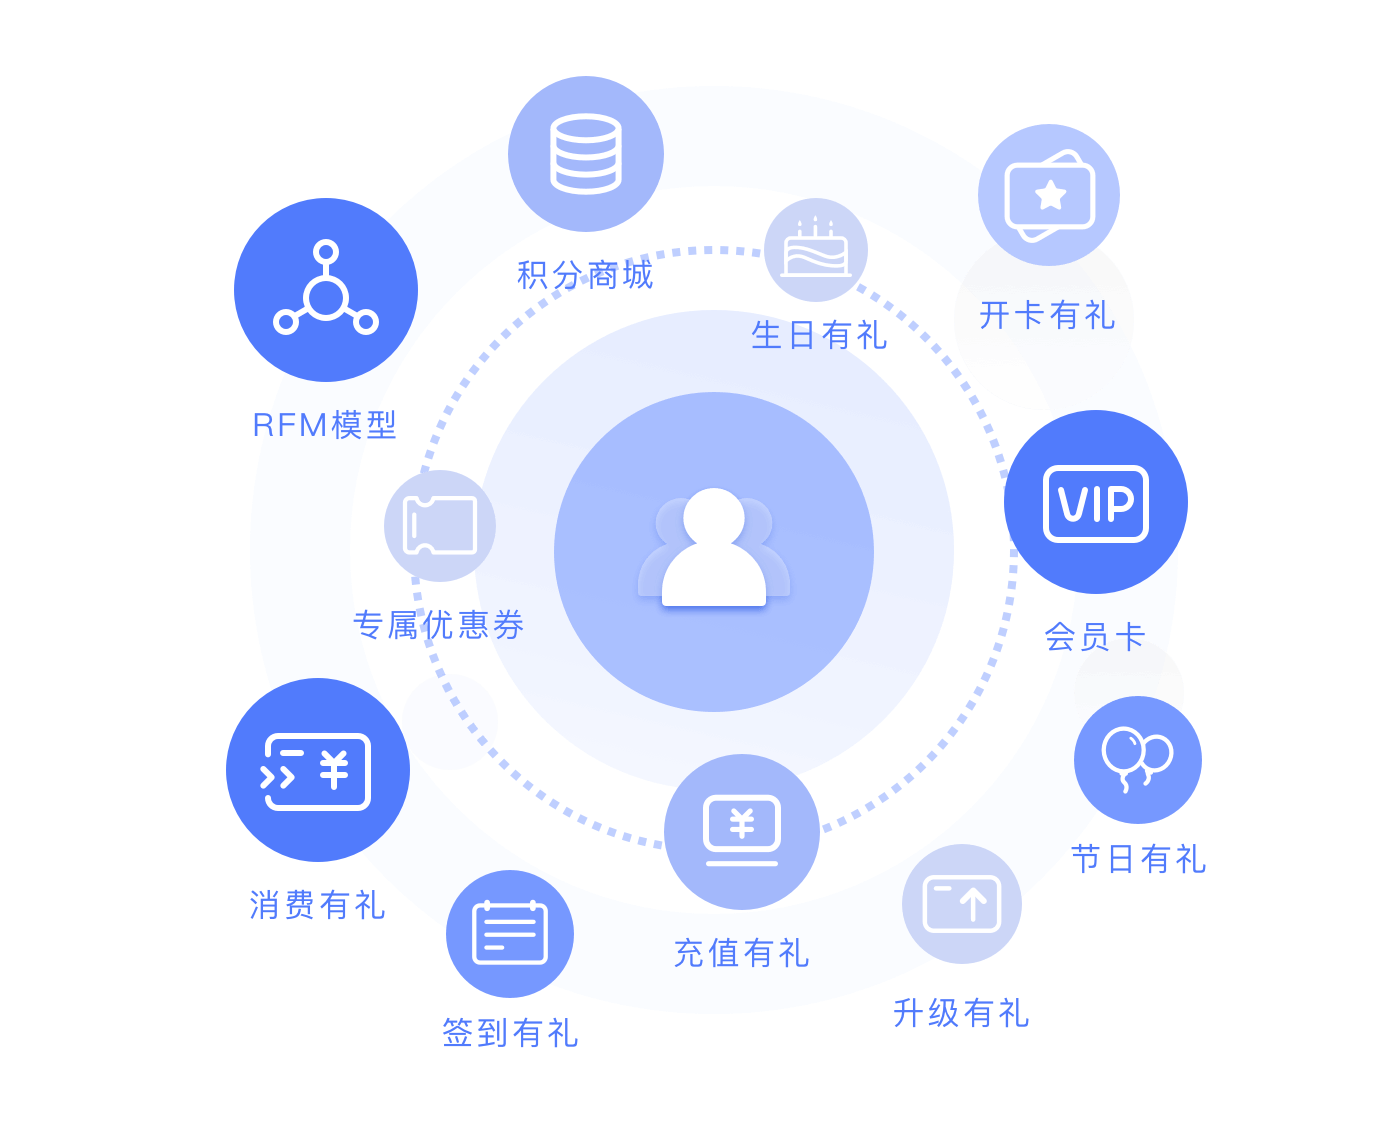 积分商城
生日有礼
开卡有礼
RFM模型
VIP
专属优惠券
会员卡
¥
¥
节日有礼
消费有礼
充值有礼
升级有礼
签到有礼